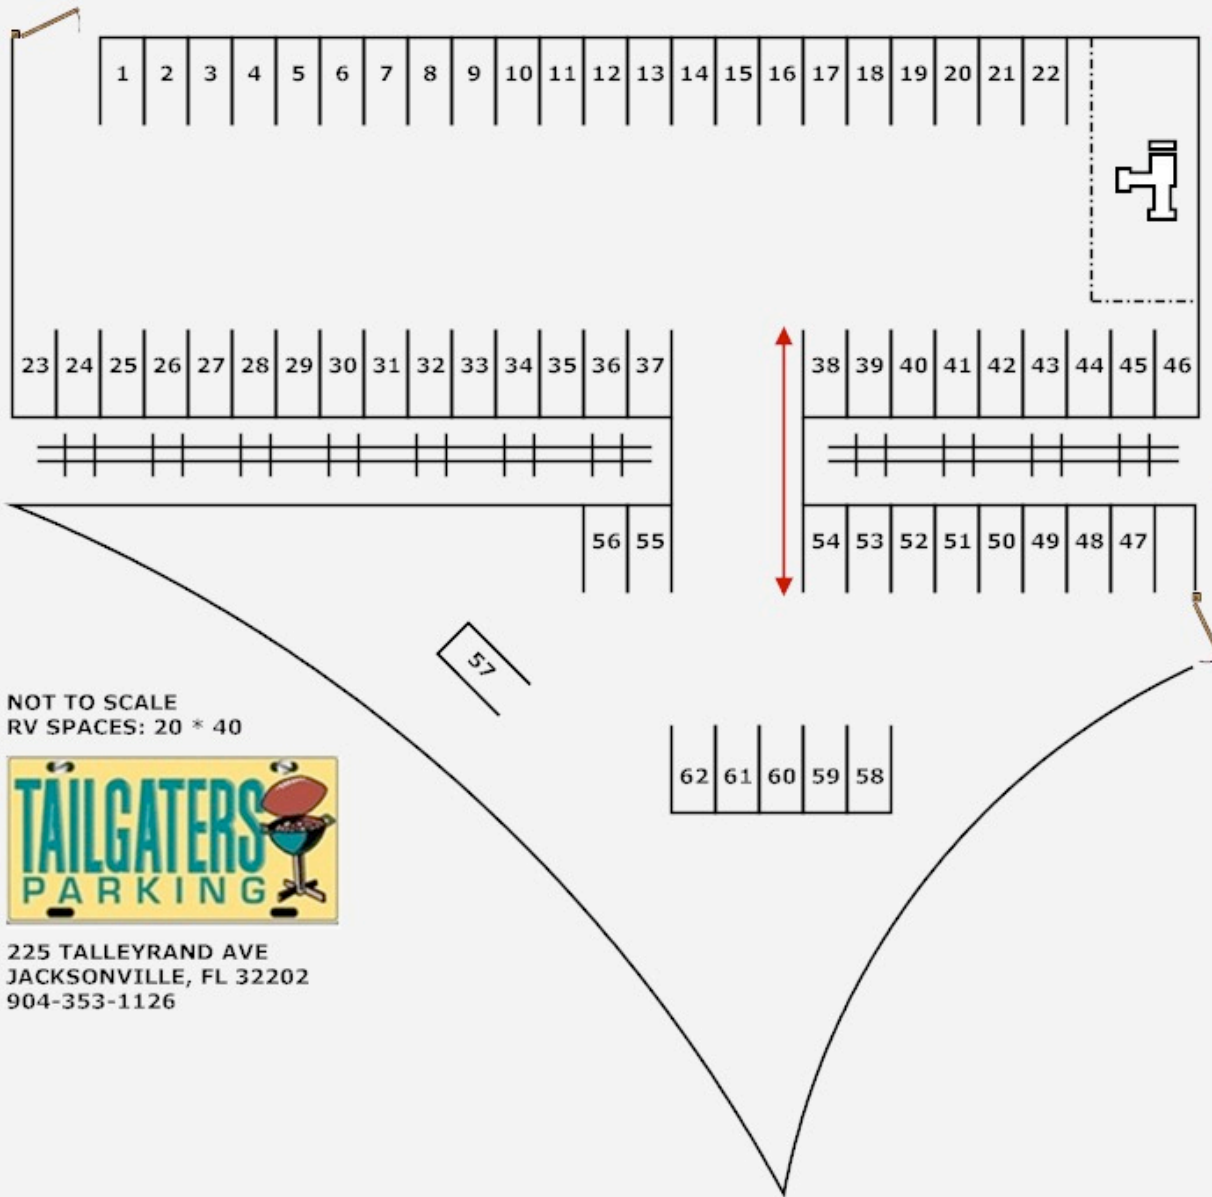 1 2 3 4 5 6 7 8 9 10 11 12 13 14 15 16 17 18 19 20 21 22
23 24 25 26 27 28 29 30 31 32 33 34 35 36 37 38 39 40 41 42 43 44 45 46
56 55 54 53 52 51 50 49 48 47
57
NOT TO SCALE
RV SPACES: 20 * 40
62 61 60 59 58
TAILGATERS
PARKING
225 TALLEYRAND AVE
JACKSONVILLE, FL 32202
904-353-1126